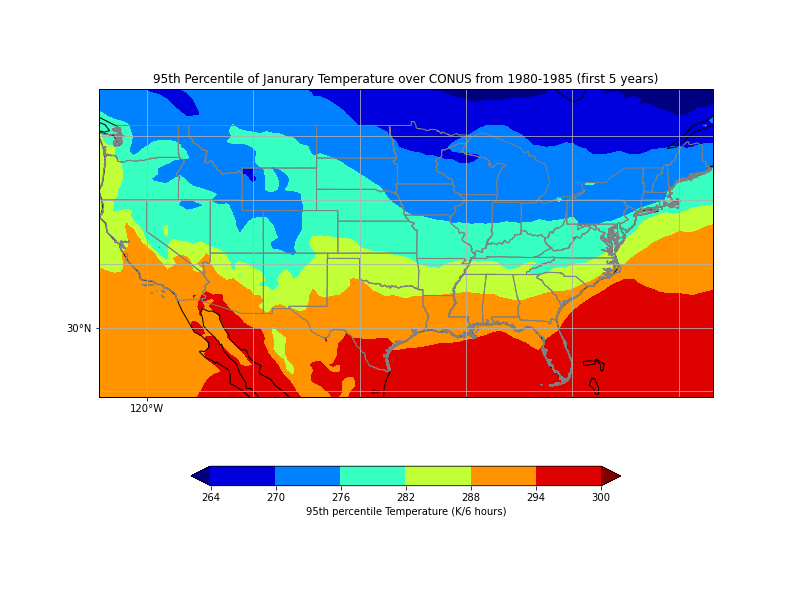 95th Percentile of Janurary Temperature over CONUS from 1980-1985 (first 5 years)
30°N
120°W
264 270 276 282 288 294 300
95th percentile Temperature (K/6 hours)